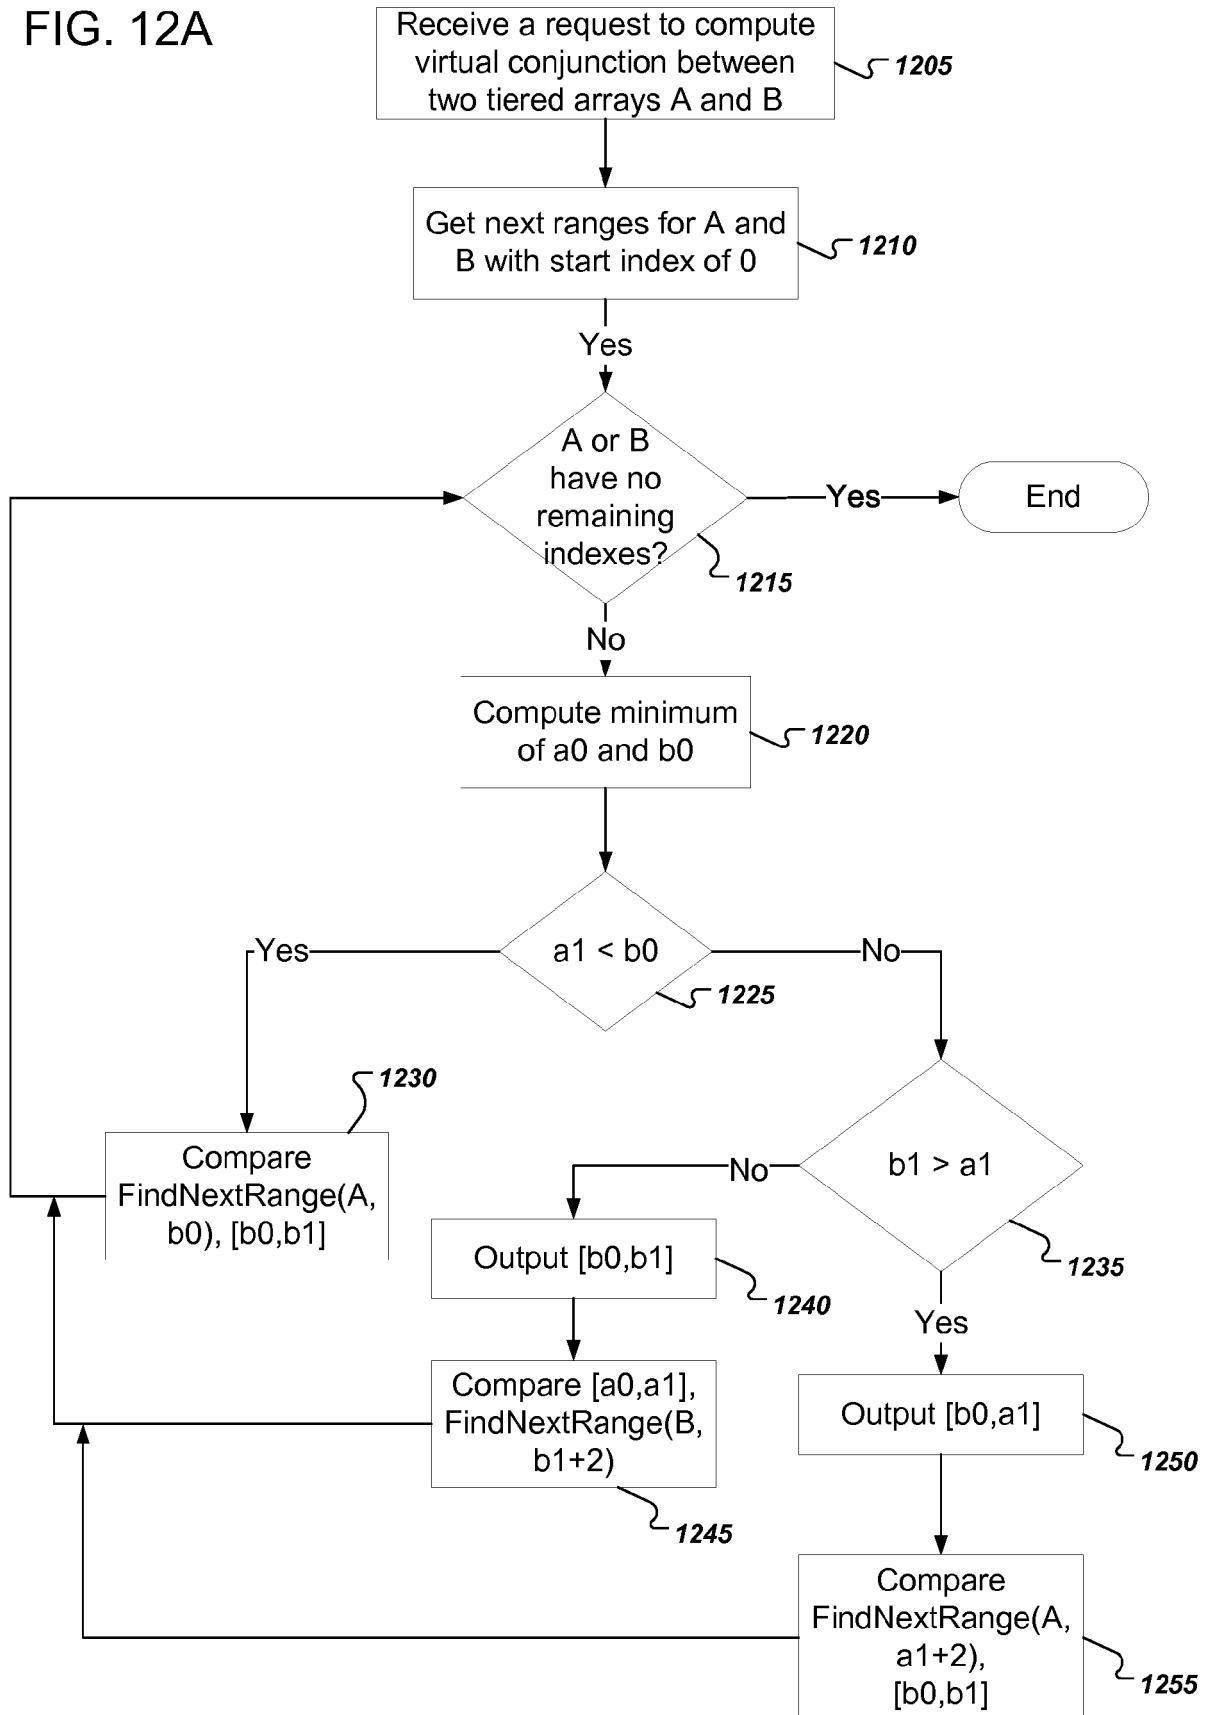 FIG. 12A
Receive a request to compute
virtual conjunction between
two tiered arrays A and B
1205
Get next ranges for A and
B with start index of 0
1210
Yes
A or B
have no
remaining
indexes?
1215
Yes
End
No
Compute minimum
of a0 and b0
1220
a1 < b0
1225
Yes
No
1230
Compare
FindNextRange(A,
b0), [b0,b1]
b1 > a1
1235
No
Output [b0,b1]
1240
Yes
Compare [a0,a1],
FindNextRange(B,
b1+2)
1245
Output [b0,a1]
1250
Compare
FindNextRange(A,
a1+2),
[b0,b1]
1255